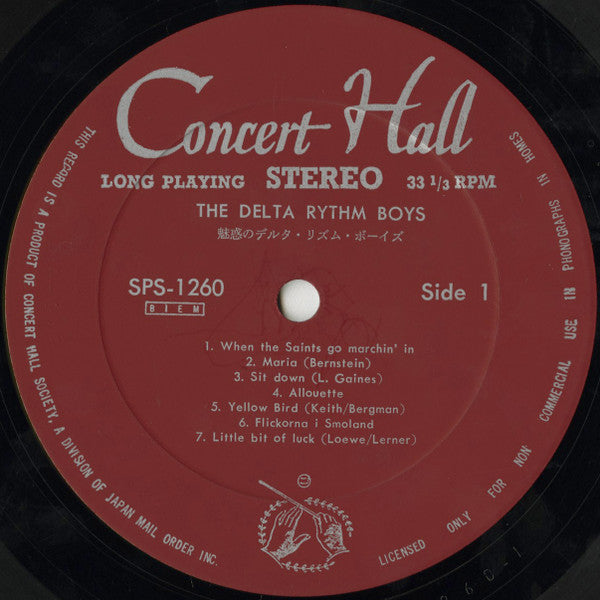 Concert Hall
LONG PLAYING STEREO 33 1/3 RPM
THE DELTA RYTHM BOYS
魅惑のデルタ・リズム・ボーイズ
SPS-1260
BIEM
Side 1
1. When the Saints go marchin' in
2. Maria (Bernstein)
3. Sit down (L. Gaines)
4. Allouette
5. Yellow Bird (Keith/Bergman)
6. Flickorna i Smoland
7. Little bit of luck (Loewe/Lerner)
THIS RECORD IS A PRODUCT OF CONCERT HALL SOCIETY, A DIVISION OF JAPAN MAIL ORDER INC.
LICENSED ONLY FOR NON COMMERCIAL USE IN PHONOGRAPHS IN HOMES